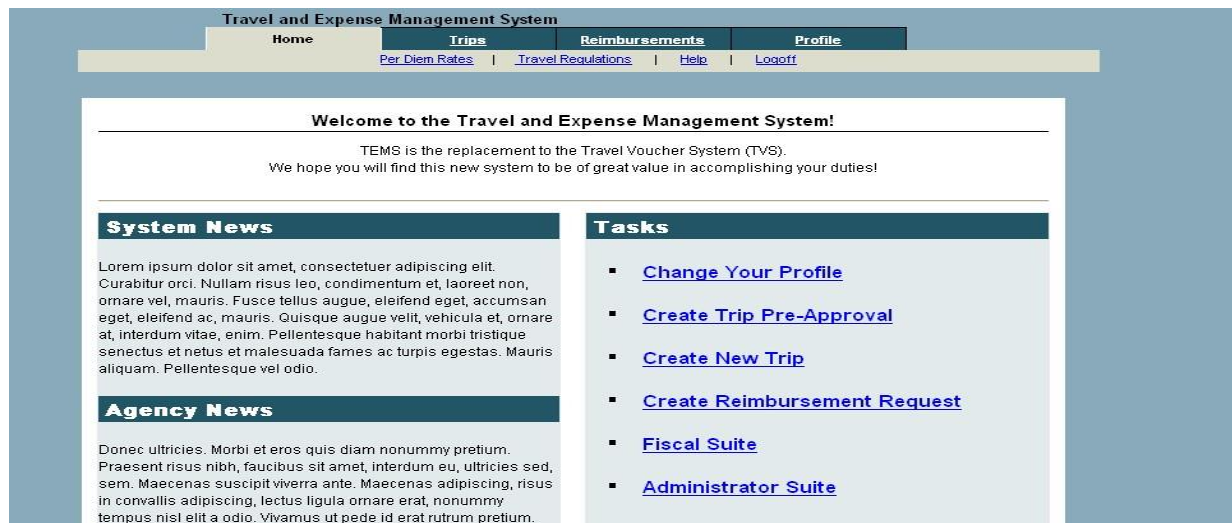 Travel and Expense Management System
Home Trips Reimbursements Profile
Per Diem Rates | Travel Regulations | Help | Logoff
Welcome to the Travel and Expense Management System!
TEMS is the replacement to the Travel Voucher System (TVS).
We hope you will find this new system to be of great value in accomplishing your duties!
System News
Lorem ipsum dolor sit amet, consectetuer adipiscing elit.
Curabitur orci. Nullam risus leo, condimentum et, laoreet non,
ornare vel, mauris. Fusce tellus augue, eleifend eget, accumsan
eget, eleifend ac, mauris. Quisque augue velit, vehicula et, ornare
at, interdum vitae, enim. Pellentesque habitant morbi tristique
senectus et netus et malesuada fames ac turpis egestas. Mauris
aliquam. Pellentesque vel odio.
Agency News
Donec ultricies. Morbi et eros quis diam nonummy pretium.
Praesent risus nibh, faucibus sit amet, interdum eu, ultricies sed,
sem. Maecenas suscipit viverra ante. Maecenas adipiscing, risus
in convallis adipiscing, lectus ligula ornare erat, nonummy
tempus nisl elit a odio. Vivamus ut pede id erat rutrum pretium.
Tasks
Change Your Profile
Create Trip Pre-Approval
Create New Trip
Create Reimbursement Request
Fiscal Suite
Administrator Suite